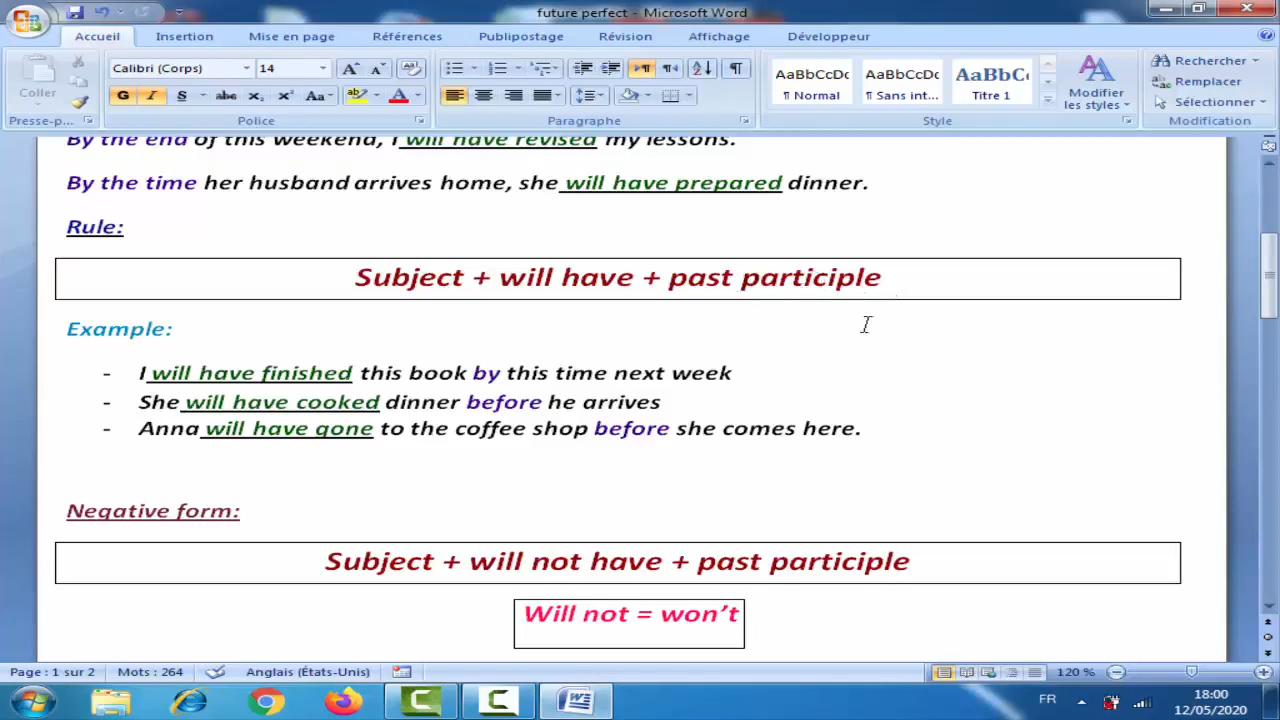 future perfect - Microsoft Word
Accueil Insertion Mise en page Références Publipostage Révision Affichage Développeur
Coller
Calibri (Corps) 14
G I S abc x₂ x² Aa ab A
AaBbCcDc AaBbCcDc AaBbC
¶ Normal ¶ Sans int... Titre 1
Modifier les styles
Rechercher
Remplacer
Sélectionner
Presse-p... Police Paragraphe Style Modification
By the end of this weekend, I will have revised my lessons.
By the time her husband arrives home, she will have prepared dinner.
Rule:
Subject + will have + past participle
Example:
- I will have finished this book by this time next week
- She will have cooked dinner before he arrives
- Anna will have gone to the coffee shop before she comes here.
Negative form:
Subject + will not have + past participle
Will not = won't
Page : 1 sur 2 Mots : 264 Anglais (États-Unis) 120 %
FR 18:00
12/05/2020